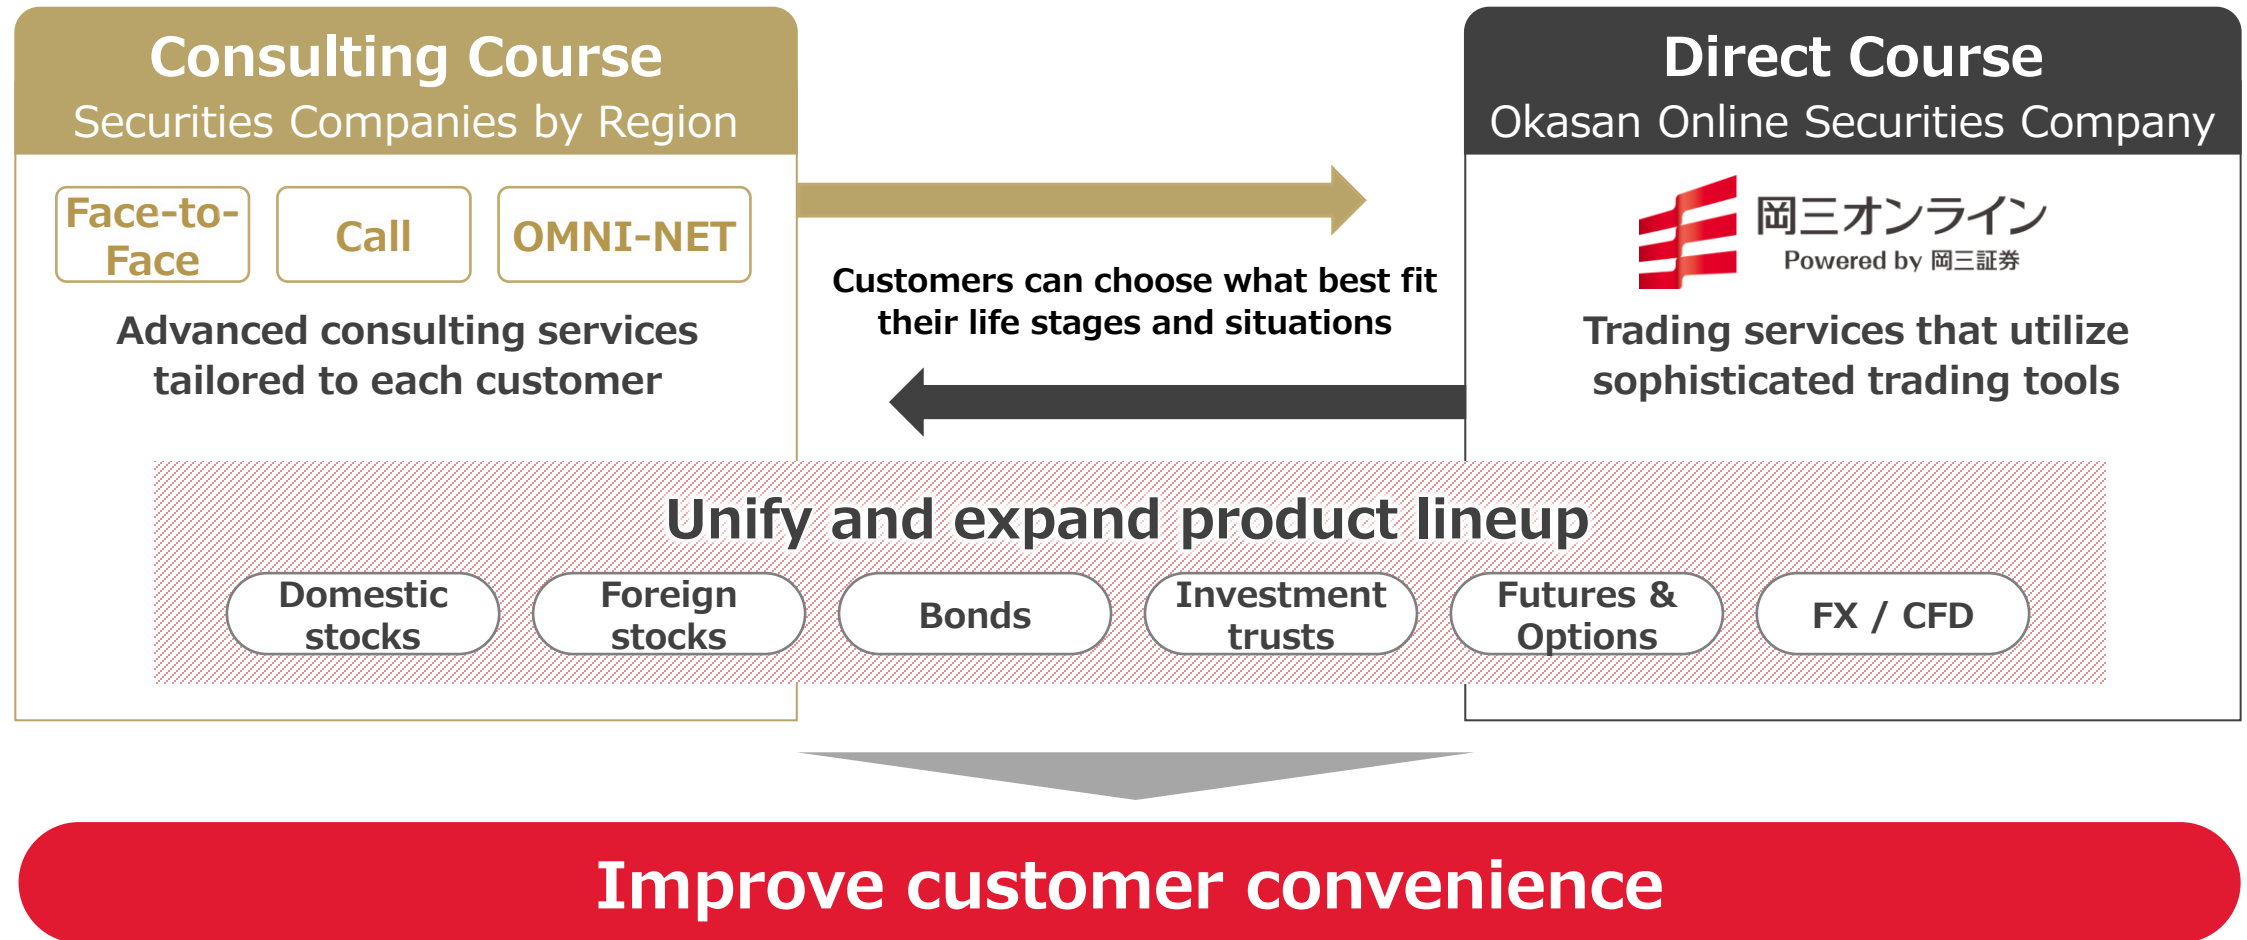 Consulting Course
Securities Companies by Region
Face-to-
Face
Call
OMNI-NET
Advanced consulting services
tailored to each customer
Customers can choose what best fit
their life stages and situations
Direct Course
Okasan Online Securities Company
岡三オンライン
Powered by 岡三証券
Trading services that utilize
sophisticated trading tools
Unify and expand product lineup
Domestic
stocks
Foreign
stocks
Bonds
Investment
trusts
Futures &
Options
FX / CFD
Improve customer convenience